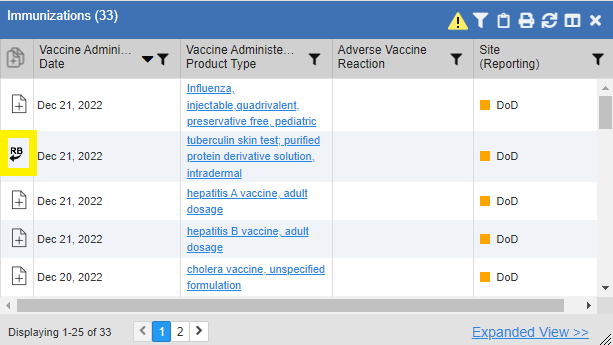 Immunizations (33)
Vaccine Admini...
Date
Vaccine Administe...
Product Type
Adverse Vaccine
Reaction
Site
(Reporting)
Dec 21, 2022
Influenza,
injectable,quadrivalent,
preservative free, pediatric
DoD
RB
Dec 21, 2022
tuberculin skin test; purified
protein derivative solution,
intradermal
DoD
Dec 21, 2022
hepatitis A vaccine, adult
dosage
DoD
Dec 21, 2022
hepatitis B vaccine, adult
dosage
DoD
Dec 20, 2022
cholera vaccine, unspecified
formulation
DoD
Displaying 1-25 of 33
1 2
Expanded View >>